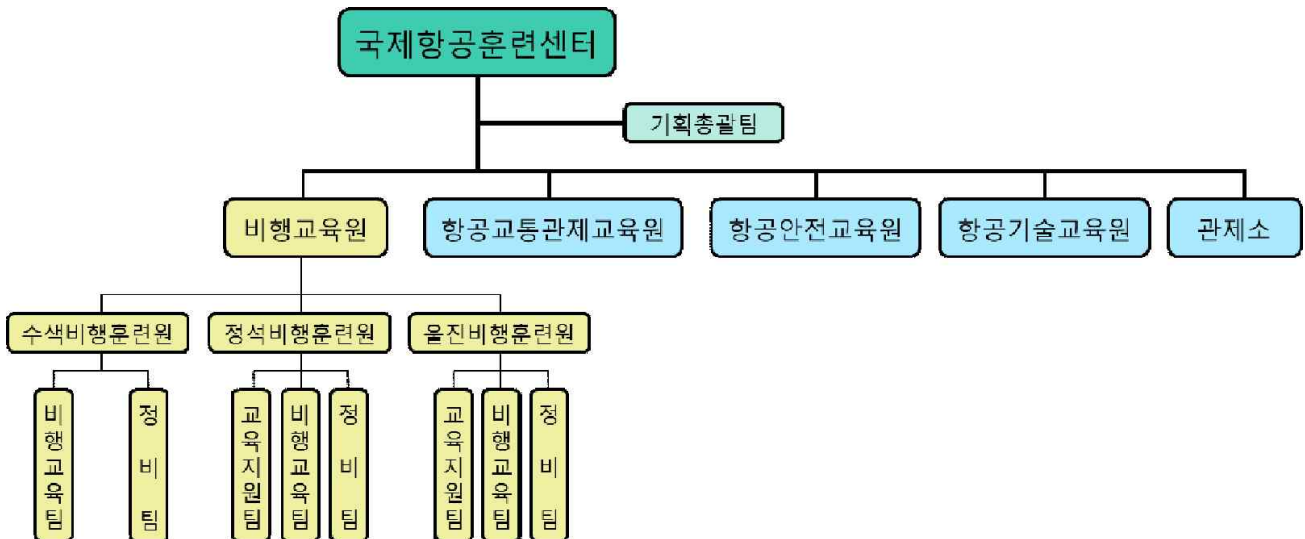 국제항공훈련센터
기획총괄팀
비행교육원
항공교통관제교육원
항공안전교육원
항공기술교육원
관제소
수색비행훈련원
정석비행훈련원
울진비행훈련원
비행교육팀
정비팀
교육지원팀
비행교육팀
정비팀
교육지원팀
비행교육팀
정비팀